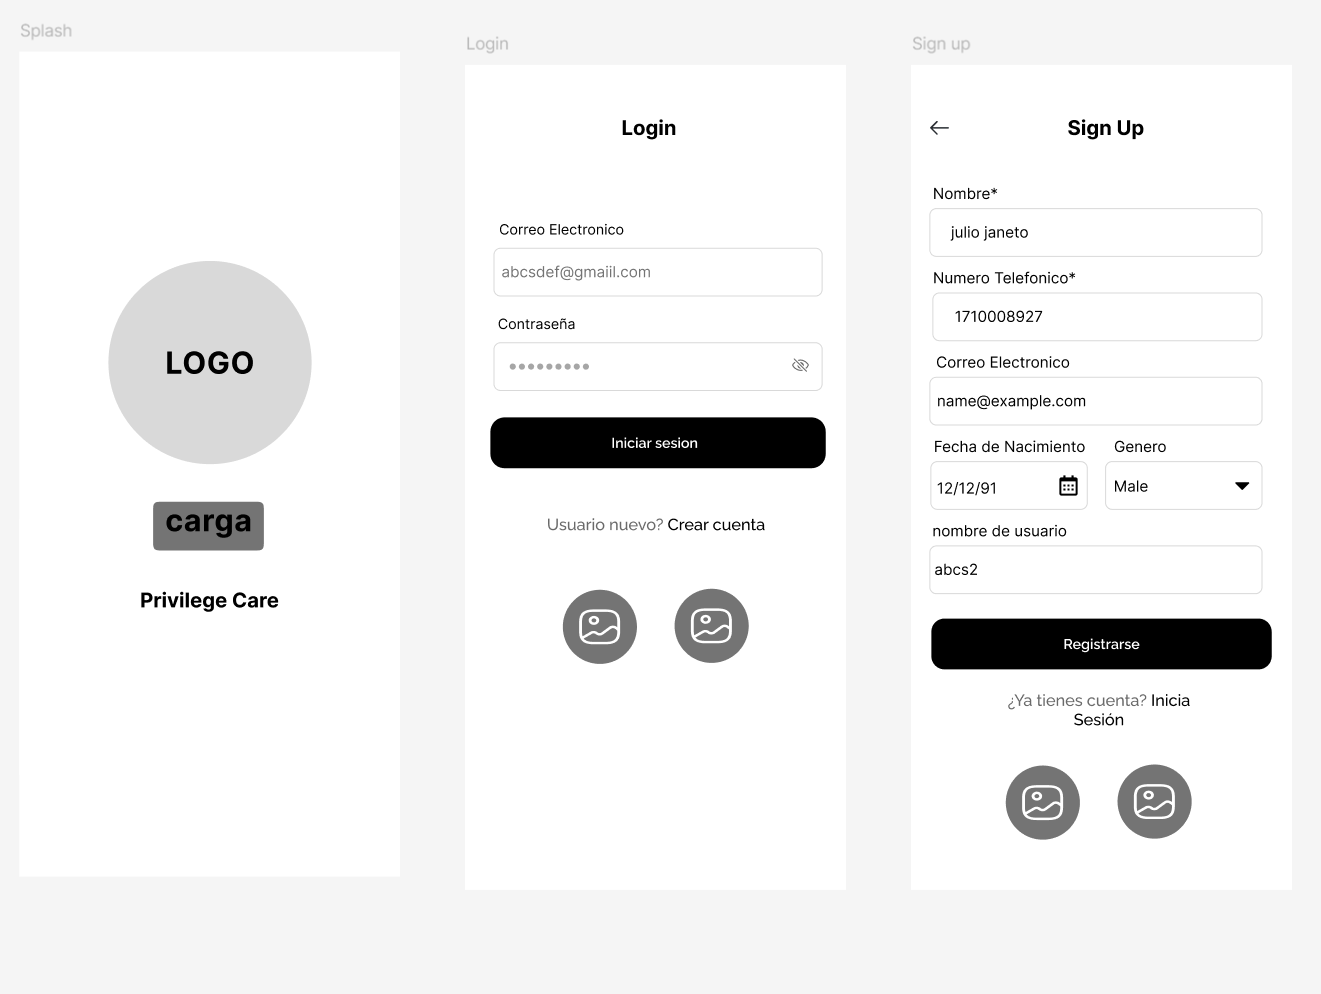 Splash
LOGO
carga
Privilege Care
Login
Login
Correo Electronico
abcsdef@gmaiil.com
Contraseña
Iniciar sesion
Usuario nuevo? Crear cuenta
Sign up
Sign Up
Nombre*
julio janeto
Numero Telefonico*
1710008927
Correo Electronico
name@example.com
Fecha de Nacimiento Genero
12/12/91 Male
nombre de usuario
abcs2
Registrarse
¿Ya tienes cuenta? Inicia
Sesión